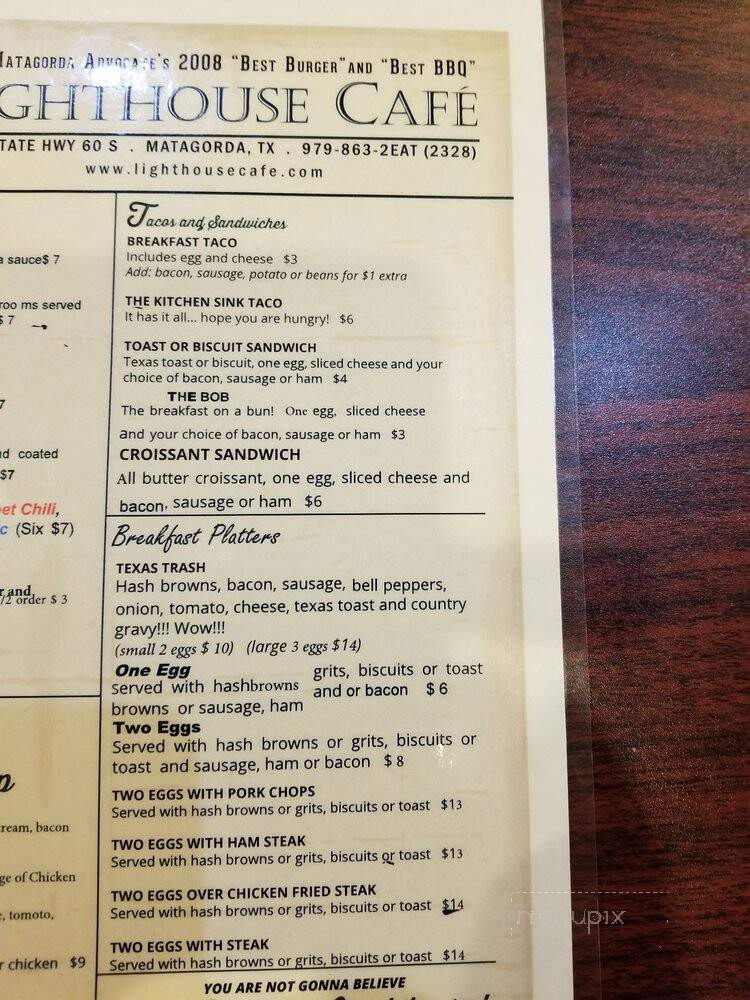 MATAGORDA ADVOCATE'S 2008 "BEST BURGER" AND "BEST BBQ"
GHTHOUSE CAFÉ
TATE HWY 60 S . MATAGORDA, TX . 979-863-2EAT (2328)
www.lighthousecafe.com
a sauce$ 7
roo ms served
$ 7
7
d coated
$7
et Chili,
c (Six $7)
r and
1/2 order $ 3
ream, bacon
ge of Chicken
, tomoto,
r chicken $9
Tacos and Sandwiches
BREAKFAST TACO
Includes egg and cheese $3
Add: bacon, sausage, potato or beans for $1 extra
THE KITCHEN SINK TACO
It has it all... hope you are hungry! $6
TOAST OR BISCUIT SANDWICH
Texas toast or biscuit, one egg, sliced cheese and your
choice of bacon, sausage or ham $4
THE BOB
The breakfast on a bun! One egg, sliced cheese
and your choice of bacon, sausage or ham $3
CROISSANT SANDWICH
All butter croissant, one egg, sliced cheese and
bacon, sausage or ham $6
Breakfast Platters
TEXAS TRASH
Hash browns, bacon, sausage, bell peppers,
onion, tomato, cheese, texas toast and country
gravy!!! Wow!!!
(small 2 eggs $ 10) (large 3 eggs $14)
One Egg
Served with hashbrowns
browns or sausage, ham
grits, biscuits or toast
and or bacon $ 6
Two Eggs
Served with hash browns or grits, biscuits or
toast and sausage, ham or bacon $ 8
TWO EGGS WITH PORK CHOPS
Served with hash browns or grits, biscuits or toast $13
TWO EGGS WITH HAM STEAK
Served with hash browns or grits, biscuits or toast $13
TWO EGGS OVER CHICKEN FRIED STEAK
Served with hash browns or grits, biscuits or toast $14
TWO EGGS WITH STEAK
Served with hash browns or grits, biscuits or toast $14
YOU ARE NOT GONNA BELIEVE
menupix